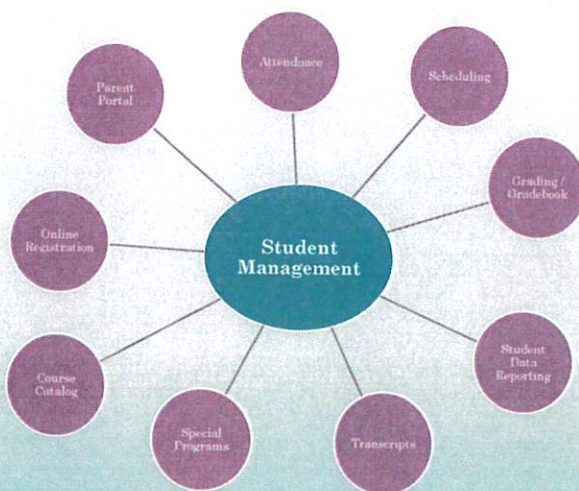 Attendance
Scheduling
Parent
Portal
Grading /
Gradebook
Online
Registration
Student
Management
Student
Data
Reporting
Course
Catalog
Special
Programs
Transcripts